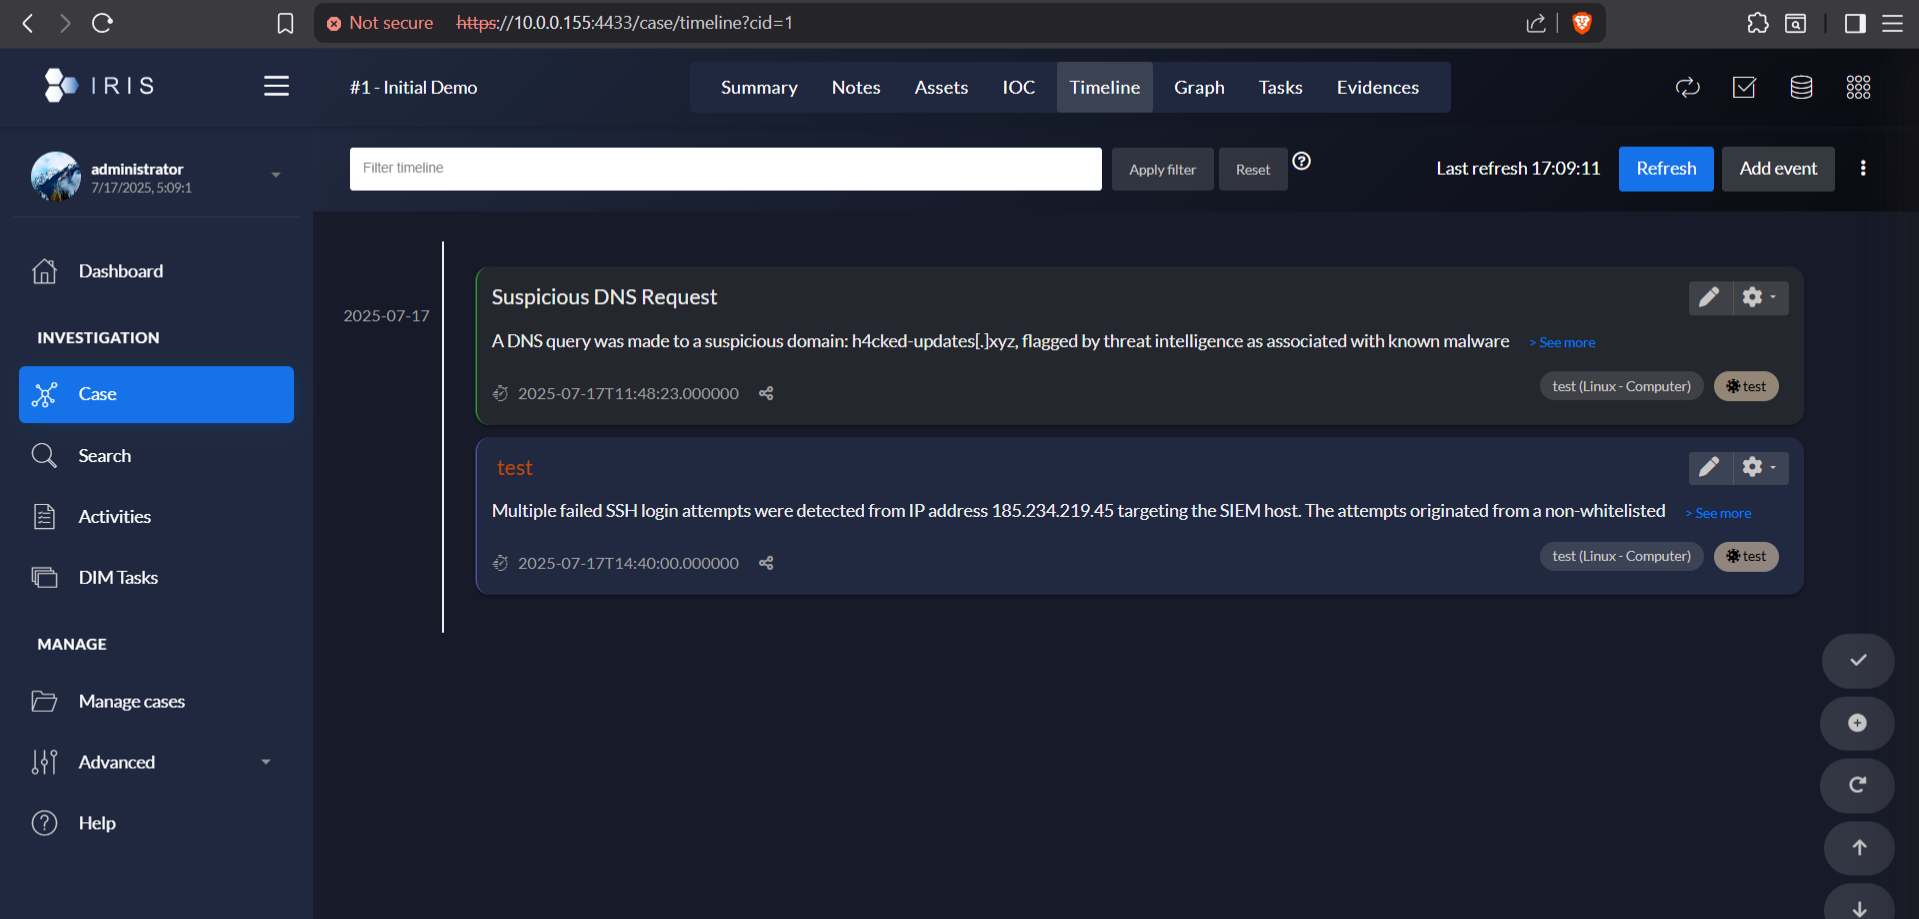 Not secure https://10.0.0.155:4433/case/timeline?cid=1
IRIS
#1 - Initial Demo
Summary Notes Assets IOC Timeline Graph Tasks Evidences
administrator
7/17/2025, 5:09:1
Filter timeline
Apply filter
Reset
Last refresh 17:09:11
Refresh
Add event
Dashboard
INVESTIGATION
Case
Search
Activities
DIM Tasks
MANAGE
Manage cases
Advanced
Help
2025-07-17
Suspicious DNS Request
A DNS query was made to a suspicious domain: h4cked-updates[.]xyz, flagged by threat intelligence as associated with known malware > See more
2025-07-17T11:48:23.000000
test (Linux - Computer) test
test
Multiple failed SSH login attempts were detected from IP address 185.234.219.45 targeting the SIEM host. The attempts originated from a non-whitelisted > See more
2025-07-17T14:40:00.000000
test (Linux - Computer) test